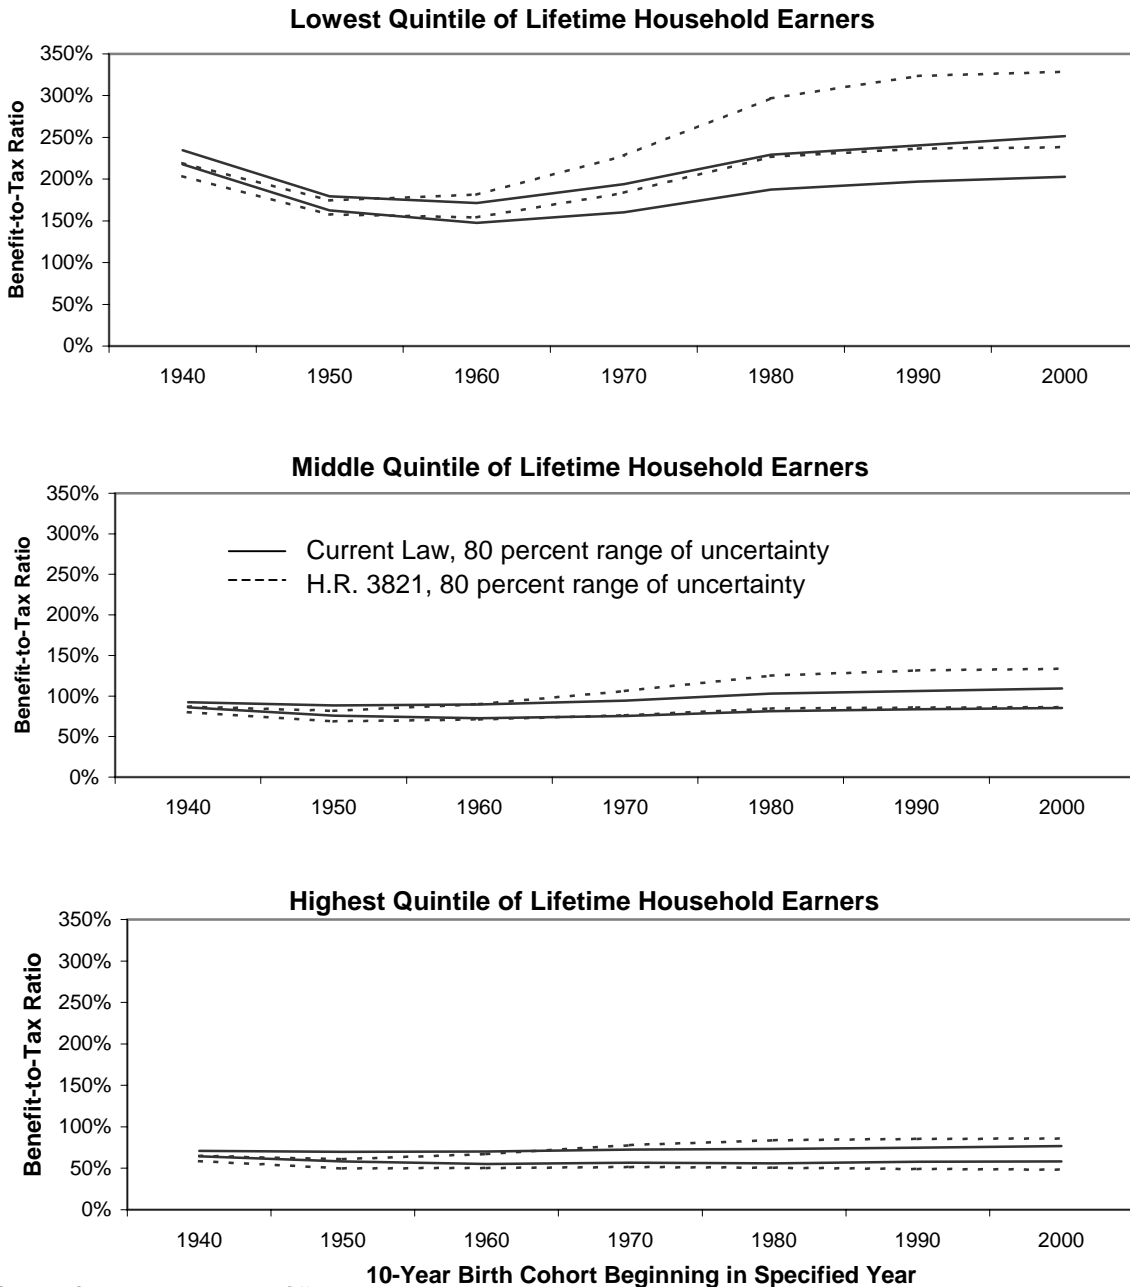 Lowest Quintile of Lifetime Household Earners
Benefit-to-Tax Ratio
350%
300%
250%
200%
150%
100%
50%
0%
1940 1950 1960 1970 1980 1990 2000
Middle Quintile of Lifetime Household Earners
Benefit-to-Tax Ratio
350%
300%
250%
200%
150%
100%
50%
0%
Current Law, 80 percent range of uncertainty
H.R. 3821, 80 percent range of uncertainty
1940 1950 1960 1970 1980 1990 2000
Highest Quintile of Lifetime Household Earners
Benefit-to-Tax Ratio
350%
300%
250%
200%
150%
100%
50%
0%
1940 1950 1960 1970 1980 1990 2000
10-Year Birth Cohort Beginning in Specified Year